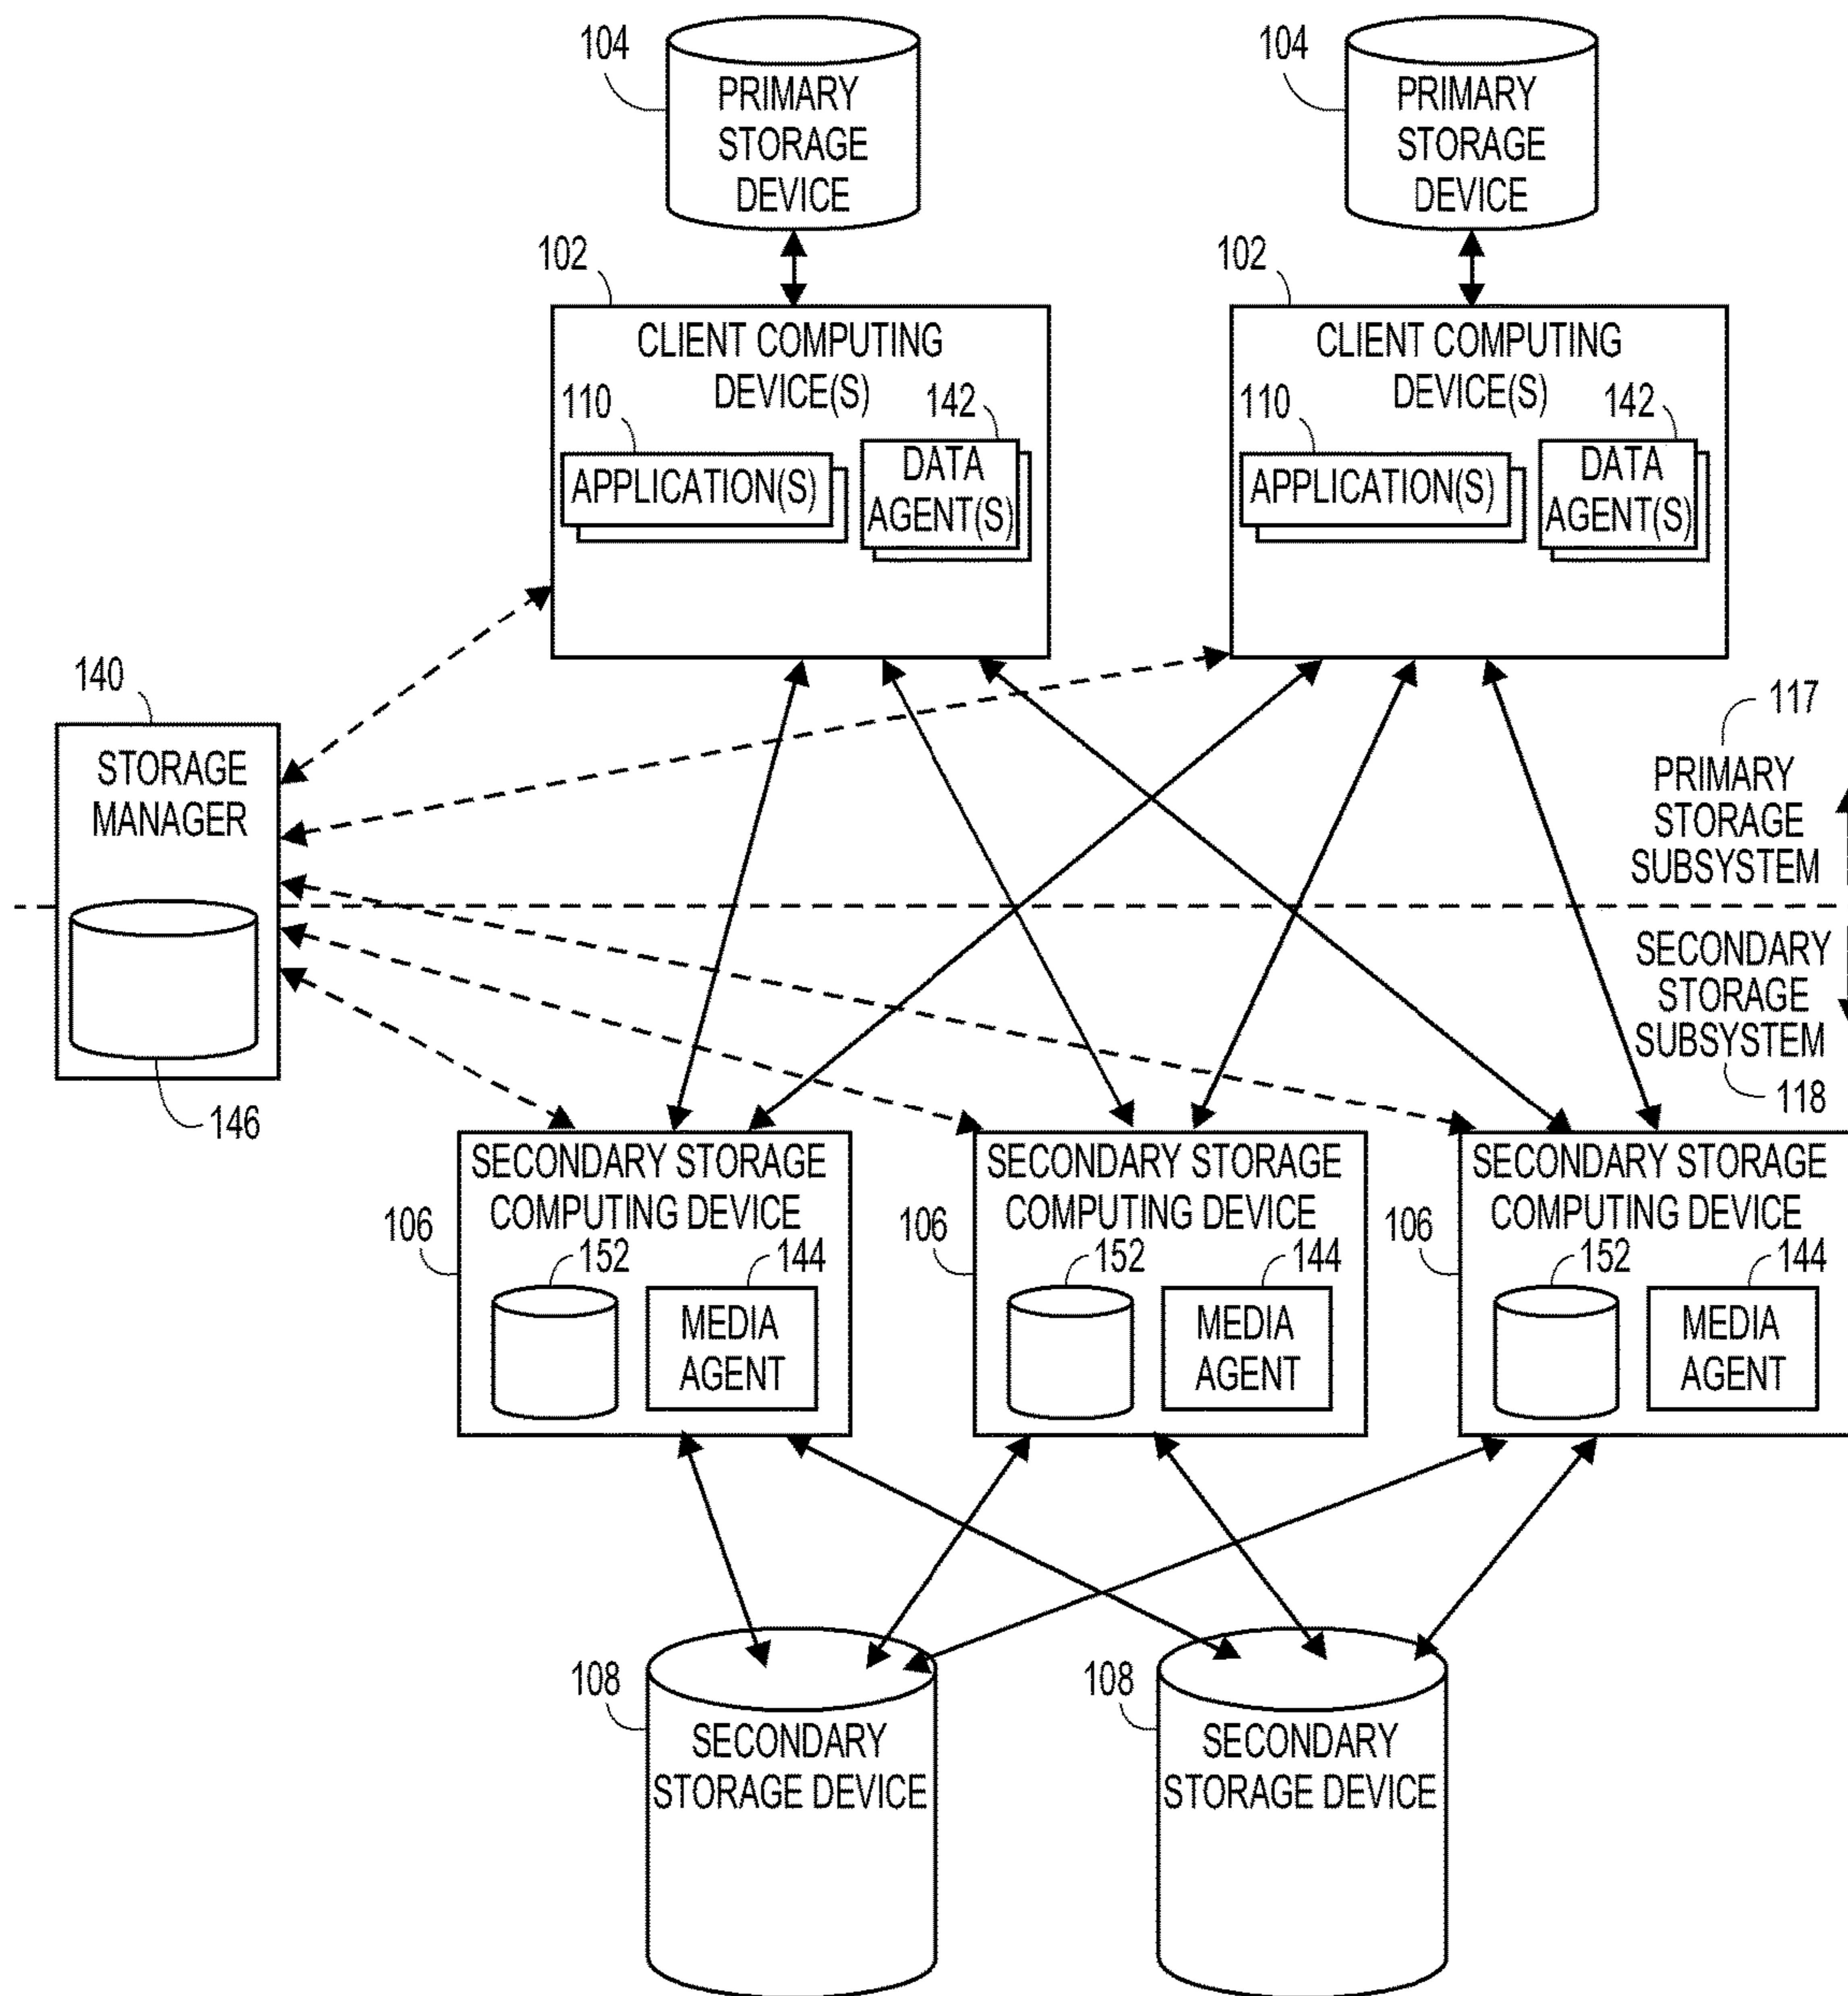 104
PRIMARY
STORAGE
DEVICE
104
PRIMARY
STORAGE
DEVICE
102
CLIENT COMPUTING
DEVICE(S)
110
142
APPLICATION(S)
DATA
AGENT(S)
102
CLIENT COMPUTING
DEVICE(S)
110
142
APPLICATION(S)
DATA
AGENT(S)
140
STORAGE
MANAGER
146
117
PRIMARY
STORAGE
SUBSYSTEM
SECONDARY
STORAGE
SUBSYSTEM
118
SECONDARY STORAGE
COMPUTING DEVICE
106
152
144
MEDIA
AGENT
SECONDARY STORAGE
COMPUTING DEVICE
106
152
144
MEDIA
AGENT
SECONDARY STORAGE
COMPUTING DEVICE
106
152
144
MEDIA
AGENT
108
SECONDARY
STORAGE DEVICE
108
SECONDARY
STORAGE DEVICE